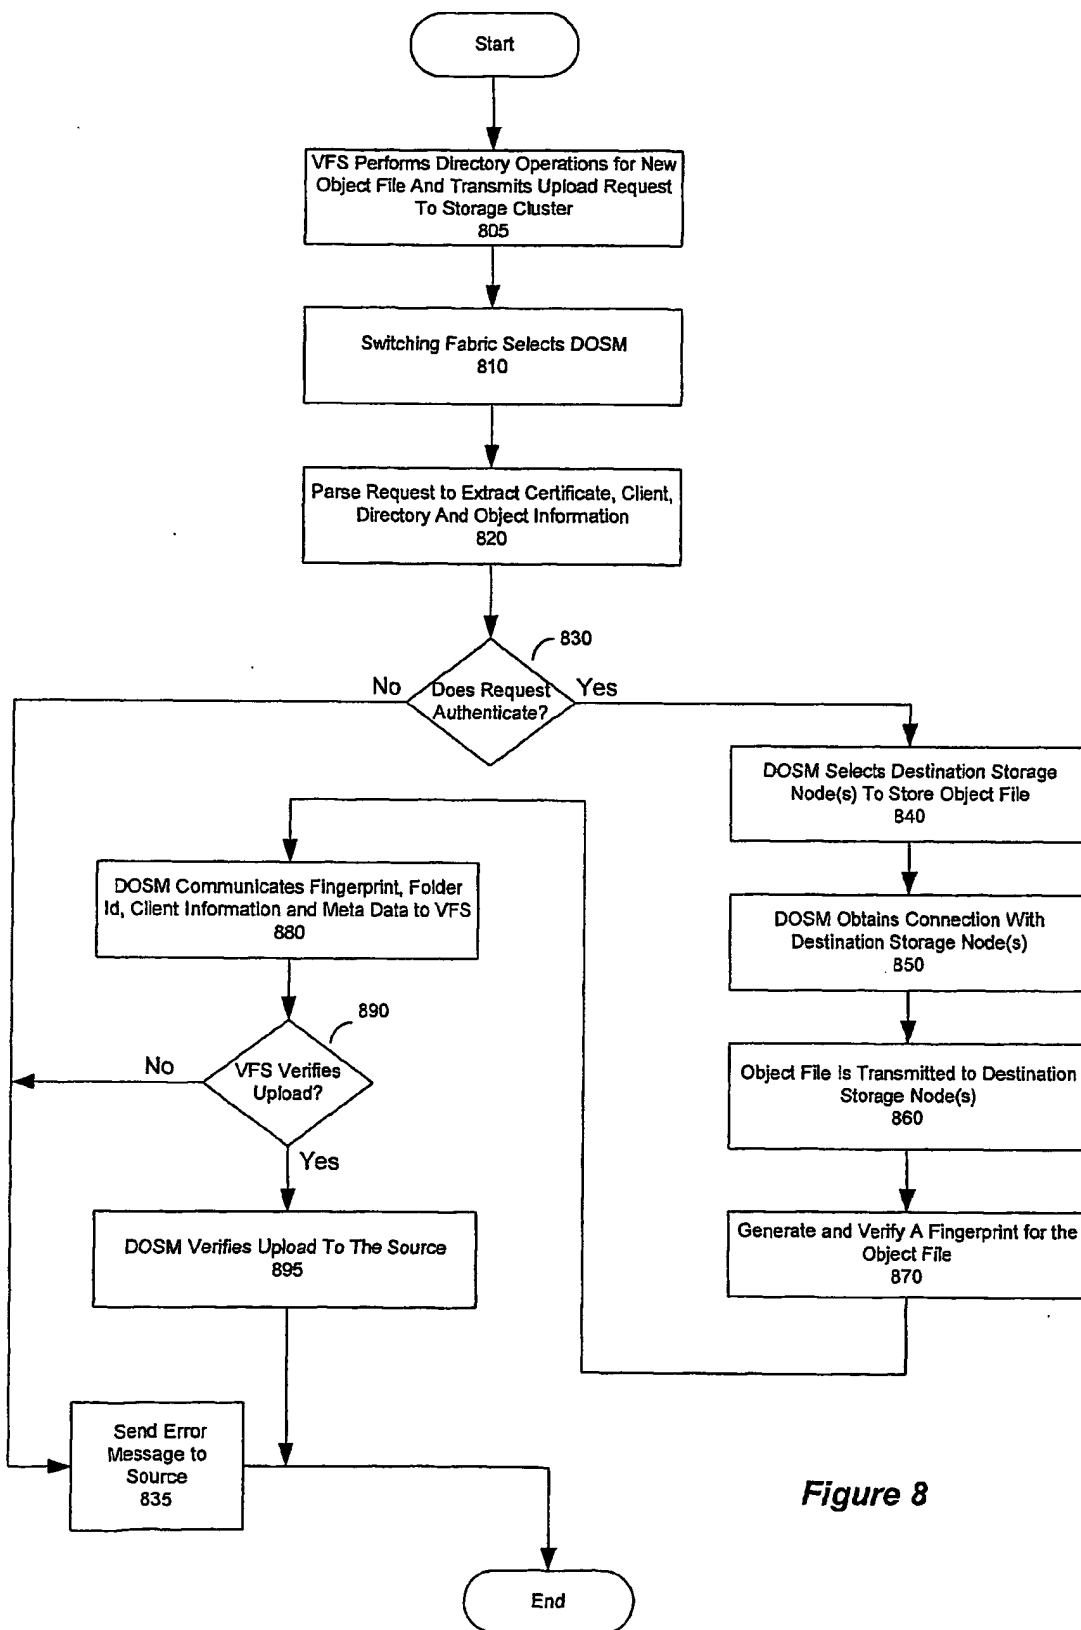 Start
VFS Performs Directory Operations for New
Object File And Transmits Upload Request
To Storage Cluster
805
Switching Fabric Selects DOSM
810
Parse Request to Extract Certificate, Client,
Directory And Object Information
820
830
No
Does Request
Authenticate?
Yes
DOSM Selects Destination Storage
Node(s) To Store Object File
840
DOSM Communicates Fingerprint, Folder
Id, Client Information and Meta Data to VFS
880
DOSM Obtains Connection With
Destination Storage Node(s)
850
890
No
VFS Verifies
Upload?
Yes
Object File Is Transmitted to Destination
Storage Node(s)
860
DOSM Verifies Upload To The Source
895
Generate and Verify A Fingerprint for the
Object File
870
Send Error
Message to
Source
835
Figure 8
End